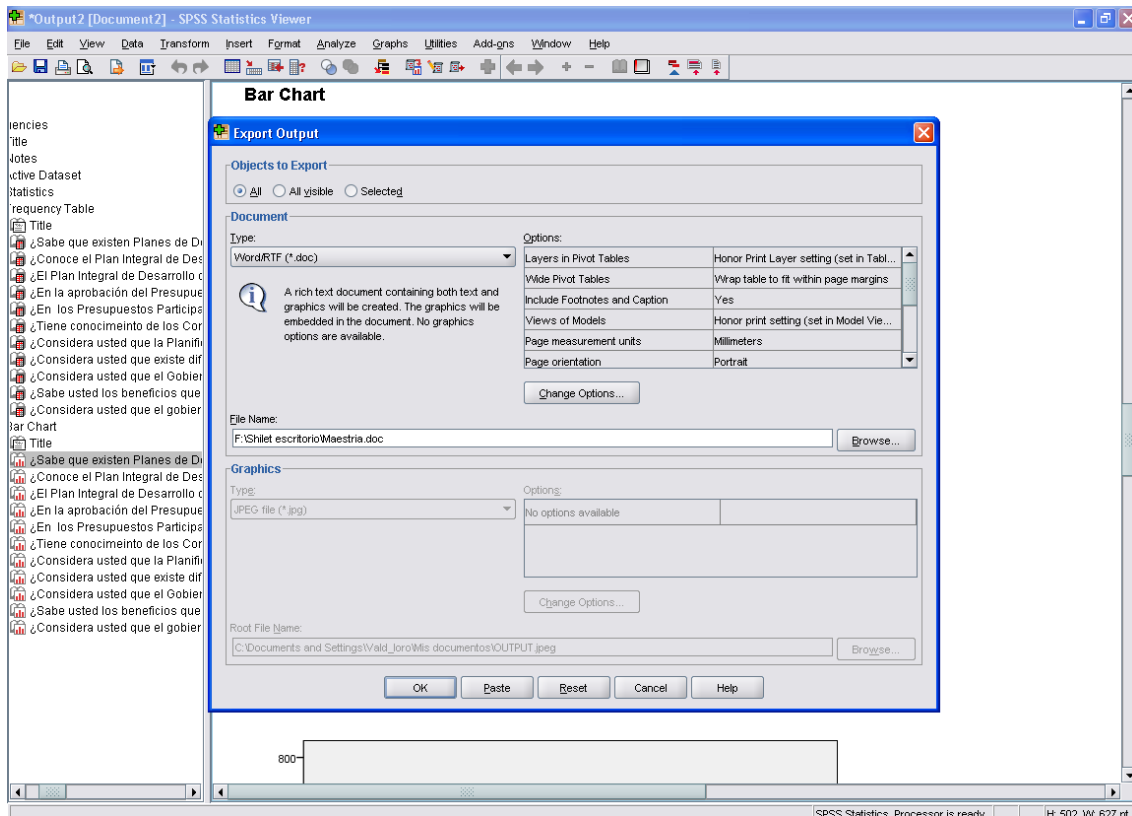 *Output2 [Document2] - SPSS Statistics Viewer
File Edit View Data Transform Insert Format Analyze Graphs Utilities Add-ons Window Help
iencies
Title
Notes
Active Dataset
Statistics
requency Table
Title
¿Sabe que existen Planes de D
¿Conoce el Plan Integral de Des
¿El Plan Integral de Desarrollo c
¿En la aprobación del Presupue
¿En los Presupuestos Participa
¿Tiene conocimeinto de los Cor
¿Considera usted que la Planifi
¿Considera usted que existe dif
¿Considera usted que el Gobier
¿Sabe usted los beneficios que
¿Considera usted que el gobier
Bar Chart
Title
¿Sabe que existen Planes de D
¿Conoce el Plan Integral de Des
¿El Plan Integral de Desarrollo c
¿En la aprobación del Presupue
¿En los Presupuestos Participa
¿Tiene conocimeinto de los Cor
¿Considera usted que la Planifi
¿Considera usted que existe dif
¿Considera usted que el Gobier
¿Sabe usted los beneficios que
¿Considera usted que el gobier
Bar Chart
Export Output
Objects to Export
All All visible Selected
Document
Type:
Word/RTF (*.doc)
A rich text document containing both text and
graphics will be created. The graphics will be
embedded in the document. No graphics
options are available.
Options:
Layers in Pivot Tables Honor Print Layer setting (set in Tabl...
Wide Pivot Tables Wrap table to fit within page margins
Include Footnotes and Caption Yes
Views of Models Honor print setting (set in Model Vie...
Page measurement units Millimeters
Page orientation Portrait
Change Options...
File Name:
F:\Shilet escritorio\Maestria.doc Browse...
Graphics
Type:
JPEG file (*.jpg)
Options:
No options available
Change Options...
Root File Name:
C:\Documents and Settings\Vald_loro\Mis documentos\OUTPUT.jpeg Browse...
OK Paste Reset Cancel Help
800
SPSS Statistics Processor is ready H: 502, W: 627 pt